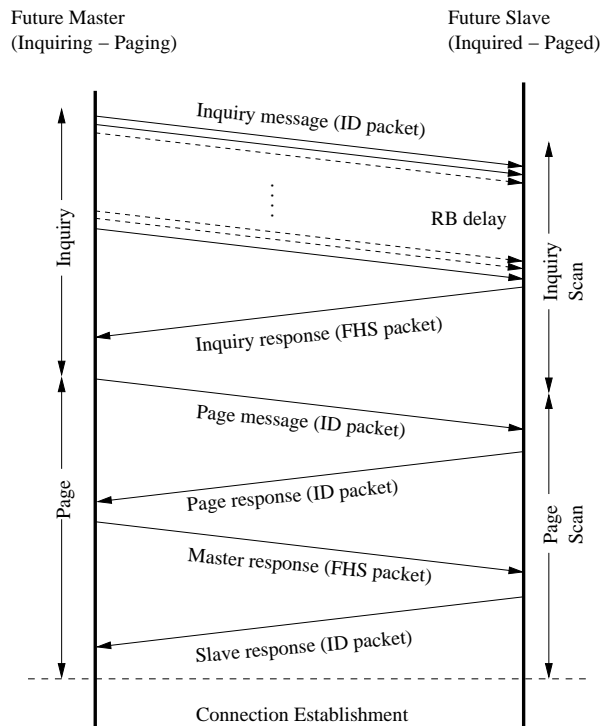 Future Master
(Inquiring – Paging)
Future Slave
(Inquired – Paged)
Inquiry message (ID packet)
RB delay
Inquiry
Inquiry
Scan
Inquiry response (FHS packet)
Page message (ID packet)
Page response (ID packet)
Page
Page
Scan
Master response (FHS packet)
Slave response (ID packet)
Connection Establishment